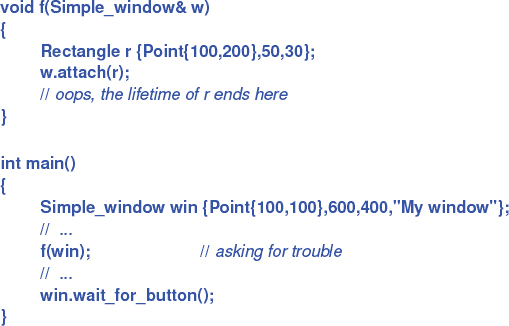 void f(Simple_window& w)
{
Rectangle r {Point{100,200},50,30};
w.attach(r);
// oops, the lifetime of r ends here
}
int main()
{
Simple_window win {Point{100,100},600,400,"My window"};
// ...
f(win); // asking for trouble
// ...
win.wait_for_button();
}